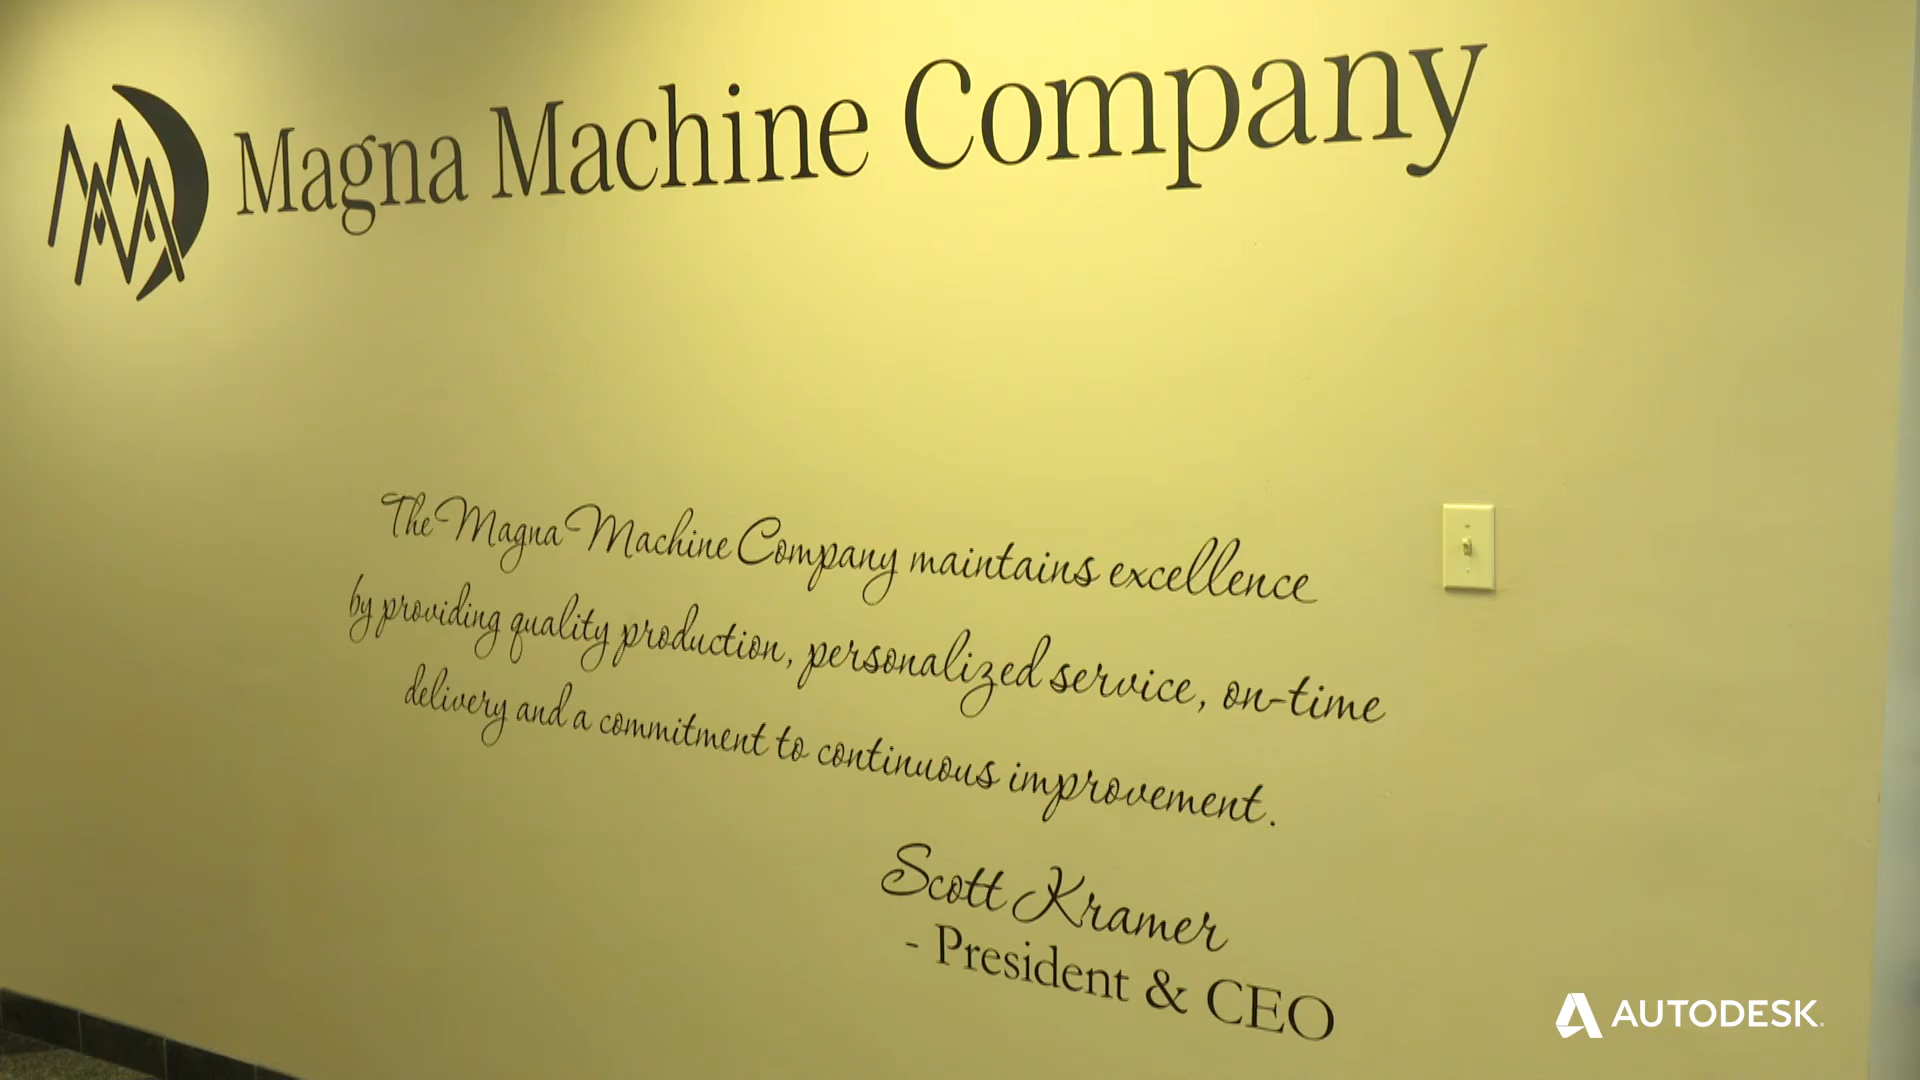 Magna Machine Company
The Magna Machine Company maintains excellence
by providing quality production, personalized service, on-time
delivery and a commitment to continuous improvement.
Scott Kramer
- President & CEO
AUTODESK.